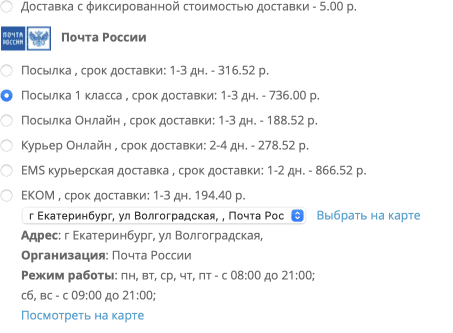 Доставка с фиксированной стоимостью доставки - 5.00 р.
ПОЧТА РОССИИ Почта России
Посылка , срок доставки: 1-3 дн. - 316.52 р.
Посылка 1 класса , срок доставки: 1-3 дн. - 736.00 р.
Посылка Онлайн , срок доставки: 1-3 дн. - 188.52 р.
Курьер Онлайн , срок доставки: 2-4 дн. - 278.52 р.
EMS курьерская доставка , срок доставки: 1-2 дн. - 866.52 р.
ЕКОМ , срок доставки: 1-3 дн. 194.40 р.
г Екатеринбург, ул Волгоградская, , Почта Рос Выбрать на карте
Адрес: г Екатеринбург, ул Волгоградская,
Организация: Почта России
Режим работы: пн, вт, ср, чт, пт - с 08:00 до 21:00;
сб, вс - с 09:00 до 21:00;
Посмотреть на карте